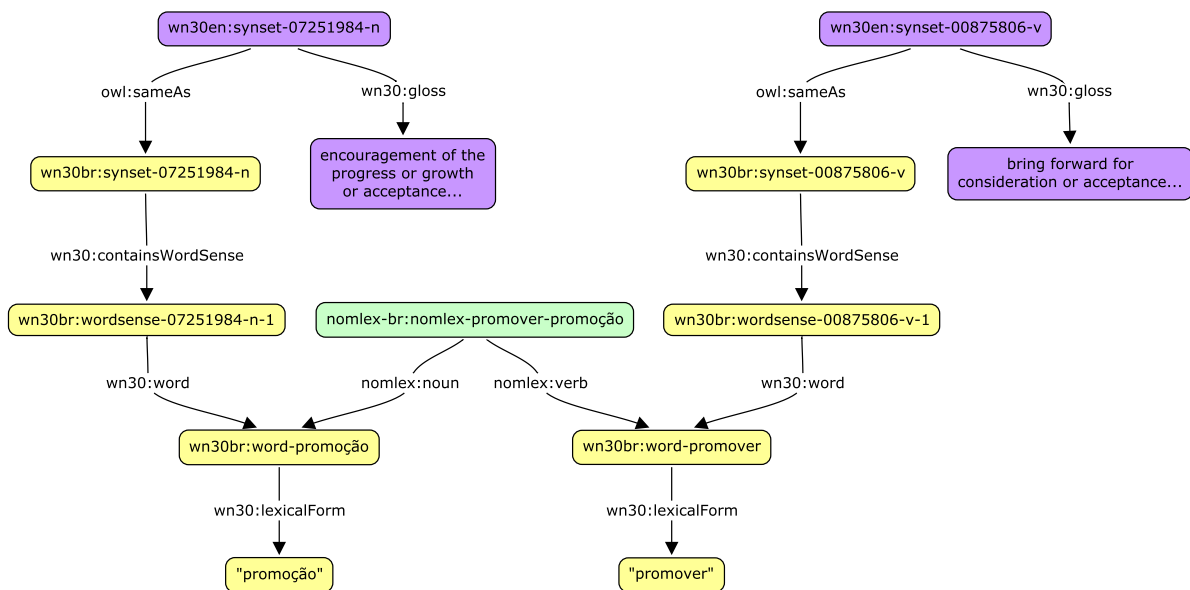 wn30en:synset-07251984-n
wn30en:synset-00875806-v
owl:sameAs
wn30:gloss
owl:sameAs
wn30:gloss
wn30br:synset-07251984-n
encouragement of the
progress or growth
or acceptance...
wn30br:synset-00875806-v
bring forward for
consideration or acceptance...
wn30:containsWordSense
wn30:containsWordSense
wn30br:wordsense-07251984-n-1
nomlex-br:nomlex-promover-promoção
wn30br:wordsense-00875806-v-1
wn30:word
nomlex:noun
nomlex:verb
wn30:word
wn30br:word-promoção
wn30br:word-promover
wn30:lexicalForm
wn30:lexicalForm
"promoção"
"promover"